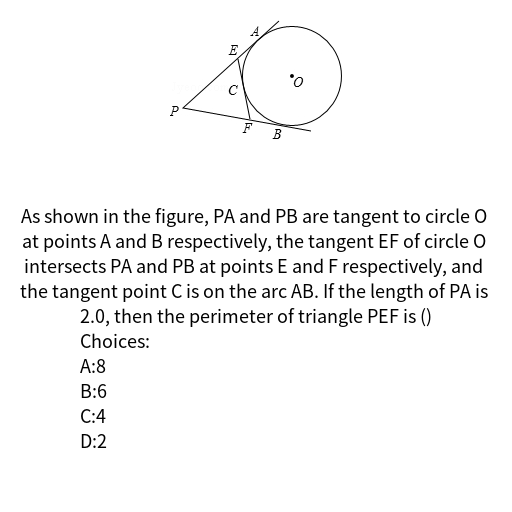 A
E
O
C
P
F
B
As shown in the figure, PA and PB are tangent to circle O
at points A and B respectively, the tangent EF of circle O
intersects PA and PB at points E and F respectively, and
the tangent point C is on the arc AB. If the length of PA is
2.0, then the perimeter of triangle PEF is ()
Choices:
A:8
B:6
C:4
D:2